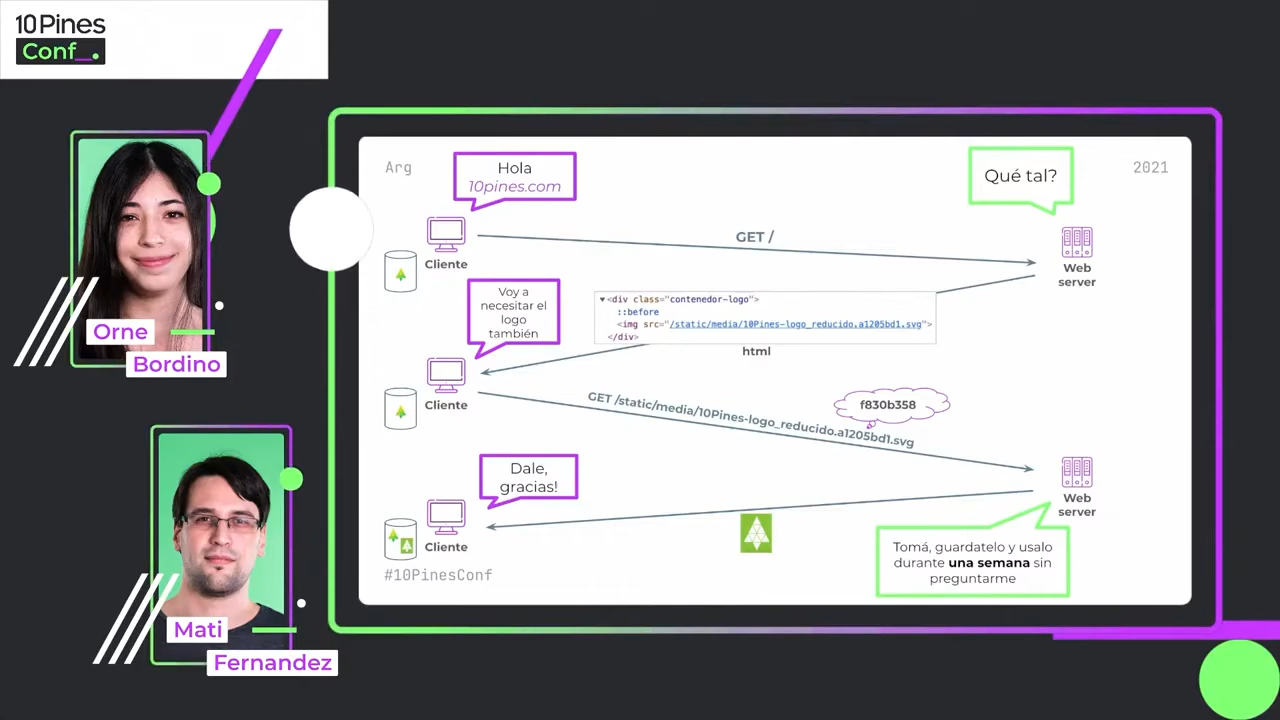 10Pines
Conf_.
Orne
Bordino
Mati
Fernandez
Arg
2021
Hola
10pines.com
Qué tal?
GET /
Cliente
Web
server
Voy a
necesitar el
logo
también
▼<div class="contenedor-logo">
::before
<img src="/static/media/10Pines-logo_reducido.a1205bd1.svg">
</div>
html
Cliente
GET /static/media/10Pines-logo_reducido.a1205bd1.svg
f830b358
Web
server
Dale,
gracias!
Cliente
Tomá, guardatelo y usalo
durante una semana sin
preguntarme
#10PinesConf